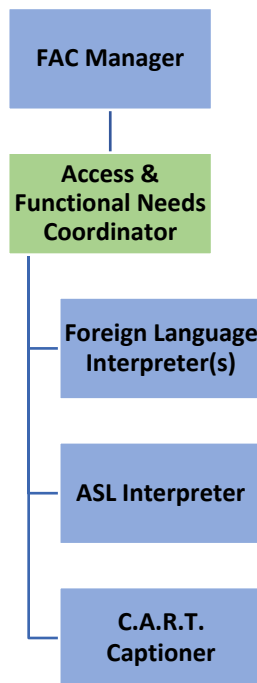 FAC Manager
Access &
Functional Needs
Coordinator
Foreign Language
Interpreter(s)
ASL Interpreter
C.A.R.T.
Captioner